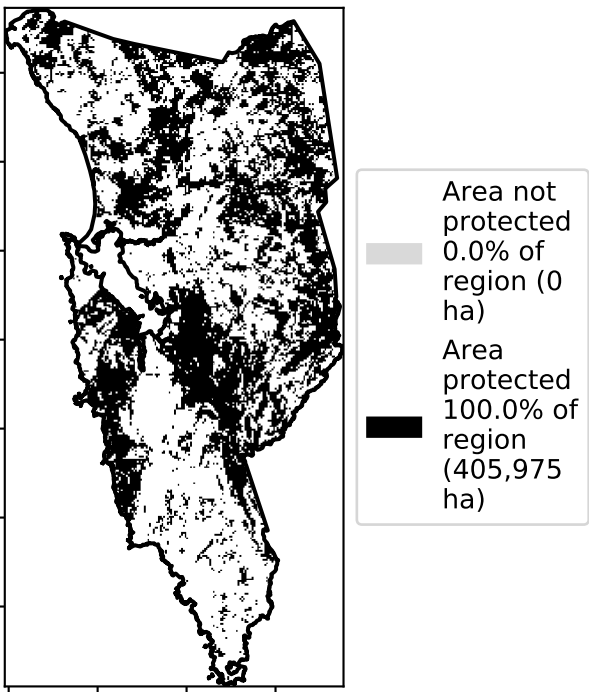 Area not
protected
0.0% of
region (0
ha)
Area
protected
100.0% of
region
(405,975
ha)